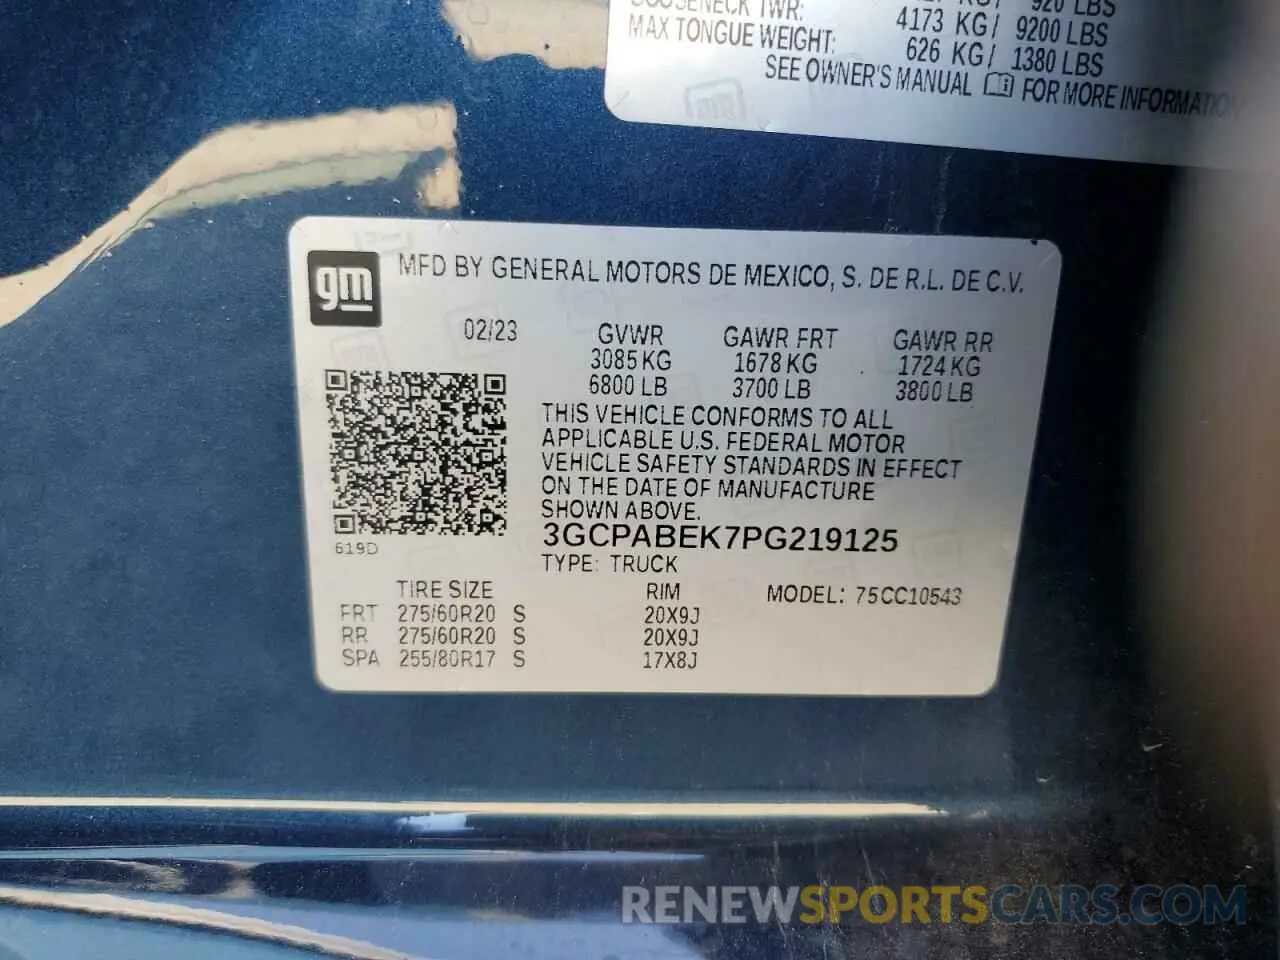 920 LBS
GOOSENECK TWR: 4173 KG/ 9200 LBS
MAX TONGUE WEIGHT: 626 KG/ 1380 LBS
SEE OWNER'S MANUAL FOR MORE INFORMATION
gm
gm MFD BY GENERAL MOTORS DE MEXICO, S. DE R.L. DE C.V.
02/23 GVWR GAWR FRT GAWR RR
3085 KG 1678 KG 1724 KG
6800 LB 3700 LB 3800 LB
THIS VEHICLE CONFORMS TO ALL
APPLICABLE U.S. FEDERAL MOTOR
VEHICLE SAFETY STANDARDS IN EFFECT
ON THE DATE OF MANUFACTURE
SHOWN ABOVE.
3GCPABEK7PG219125
619D
TYPE: TRUCK
TIRE SIZE RIM MODEL: 75CC10543
FRT 275/60R20 S 20X9J
RR 275/60R20 S 20X9J
SPA 255/80R17 S 17X8J
RENEWSPORTSCARS.COM